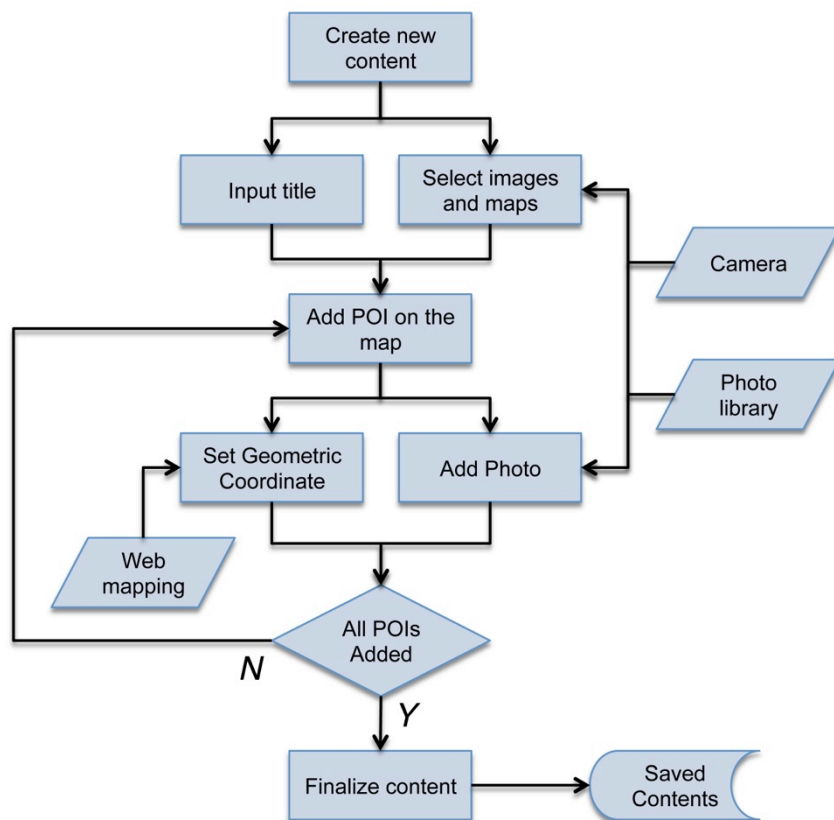 Create new
content
Input title
Select images
and maps
Camera
Add POI on the
map
Photo
library
Set Geometric
Coordinate
Add Photo
Web
mapping
All POIs
Added
N
Y
Finalize content
Saved
Contents